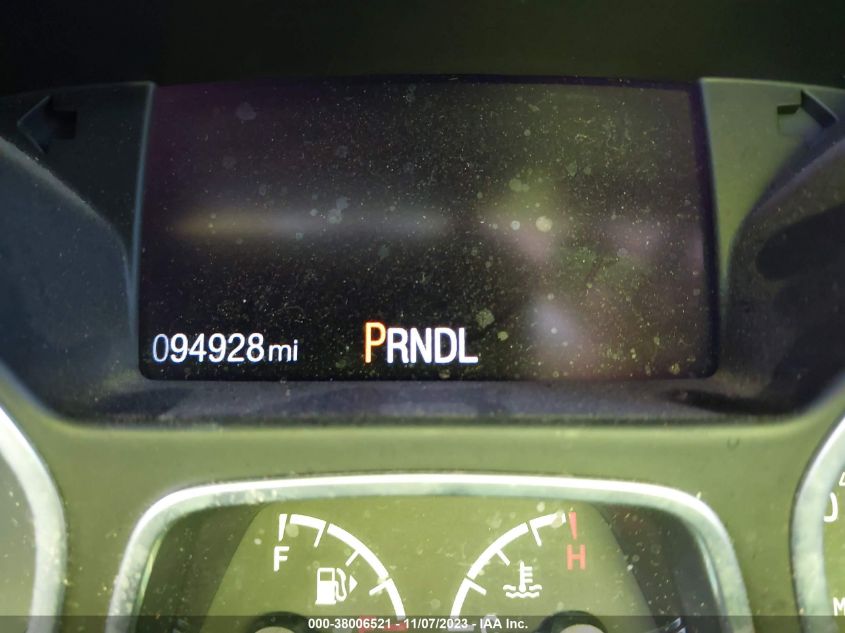 094928mi PRNDL
F H
000-38006521 - 11/07/2023 - IAA Inc.